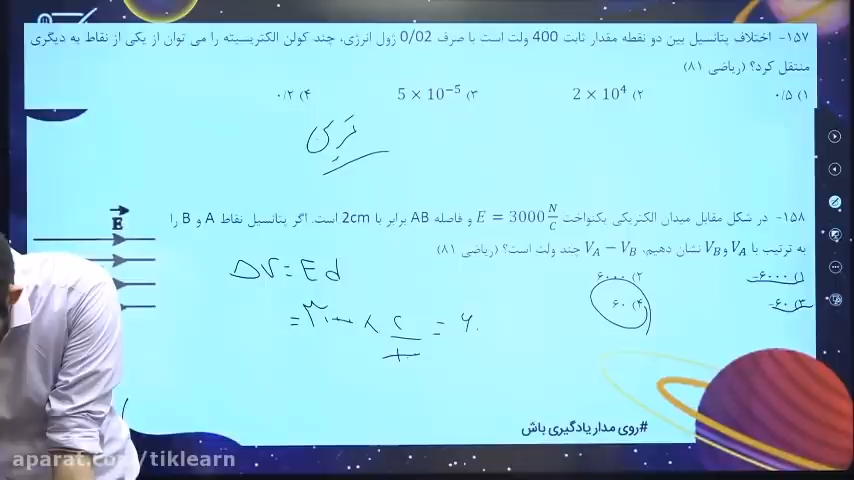 ۱۵۷- اختلاف پتانسیل بین دو نقطه مقدار ثابت 400 ولت است با صرف 0/02 ژول انرژی، چند کولن الکتریسیته را می توان از یکی از نقاط به دیگری
منتقل کرد؟ (ریاضی ۸۱)
۱) ۰/۵ ۲) 2 × 10⁴ ۳) 5 × 10⁻⁵ ۴) ۰/۲
۱۵۸- در شکل مقابل میدان الکتریکی یکنواخت E = 3000 N/C و فاصله AB برابر با 2cm است. اگر پتانسیل نقاط A و B را
به ترتیب با V_A و V_B نشان دهیم، V_A − V_B چند ولت است؟ (ریاضی ۸۱)
۱) ۶۰۰۰- ۲) ۶۰۰۰
۳) ۶۰- ۴) ۶۰
E
ΔV = Ed
#روی مدار یادگیری باش
aparat.com/tiklearn